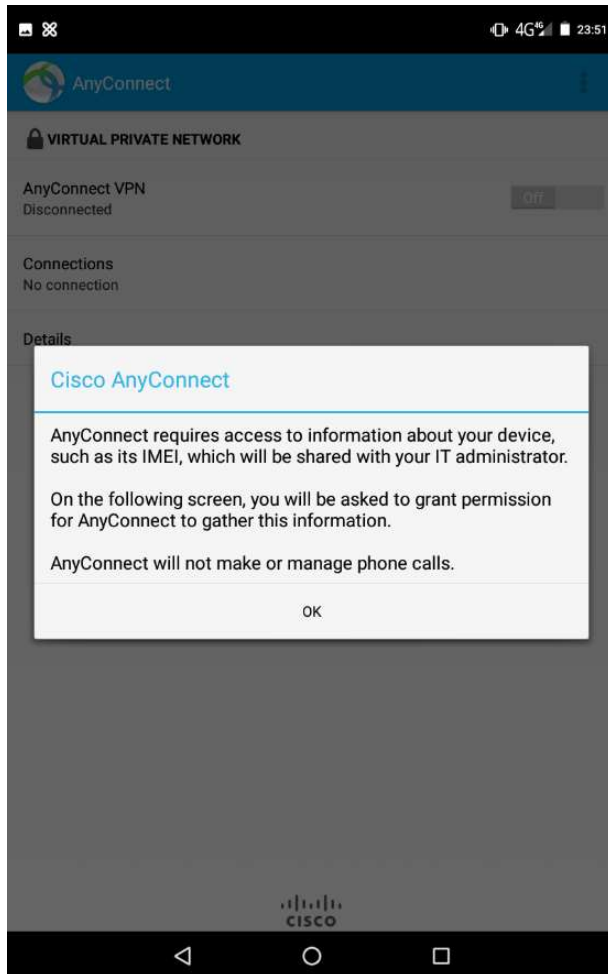 4G 4G 23:51
AnyConnect
VIRTUAL PRIVATE NETWORK
AnyConnect VPN
Disconnected
Off
Connections
No connection
Details
Cisco AnyConnect
AnyConnect requires access to information about your device,
such as its IMEI, which will be shared with your IT administrator.
On the following screen, you will be asked to grant permission
for AnyConnect to gather this information.
AnyConnect will not make or manage phone calls.
OK
CISCO